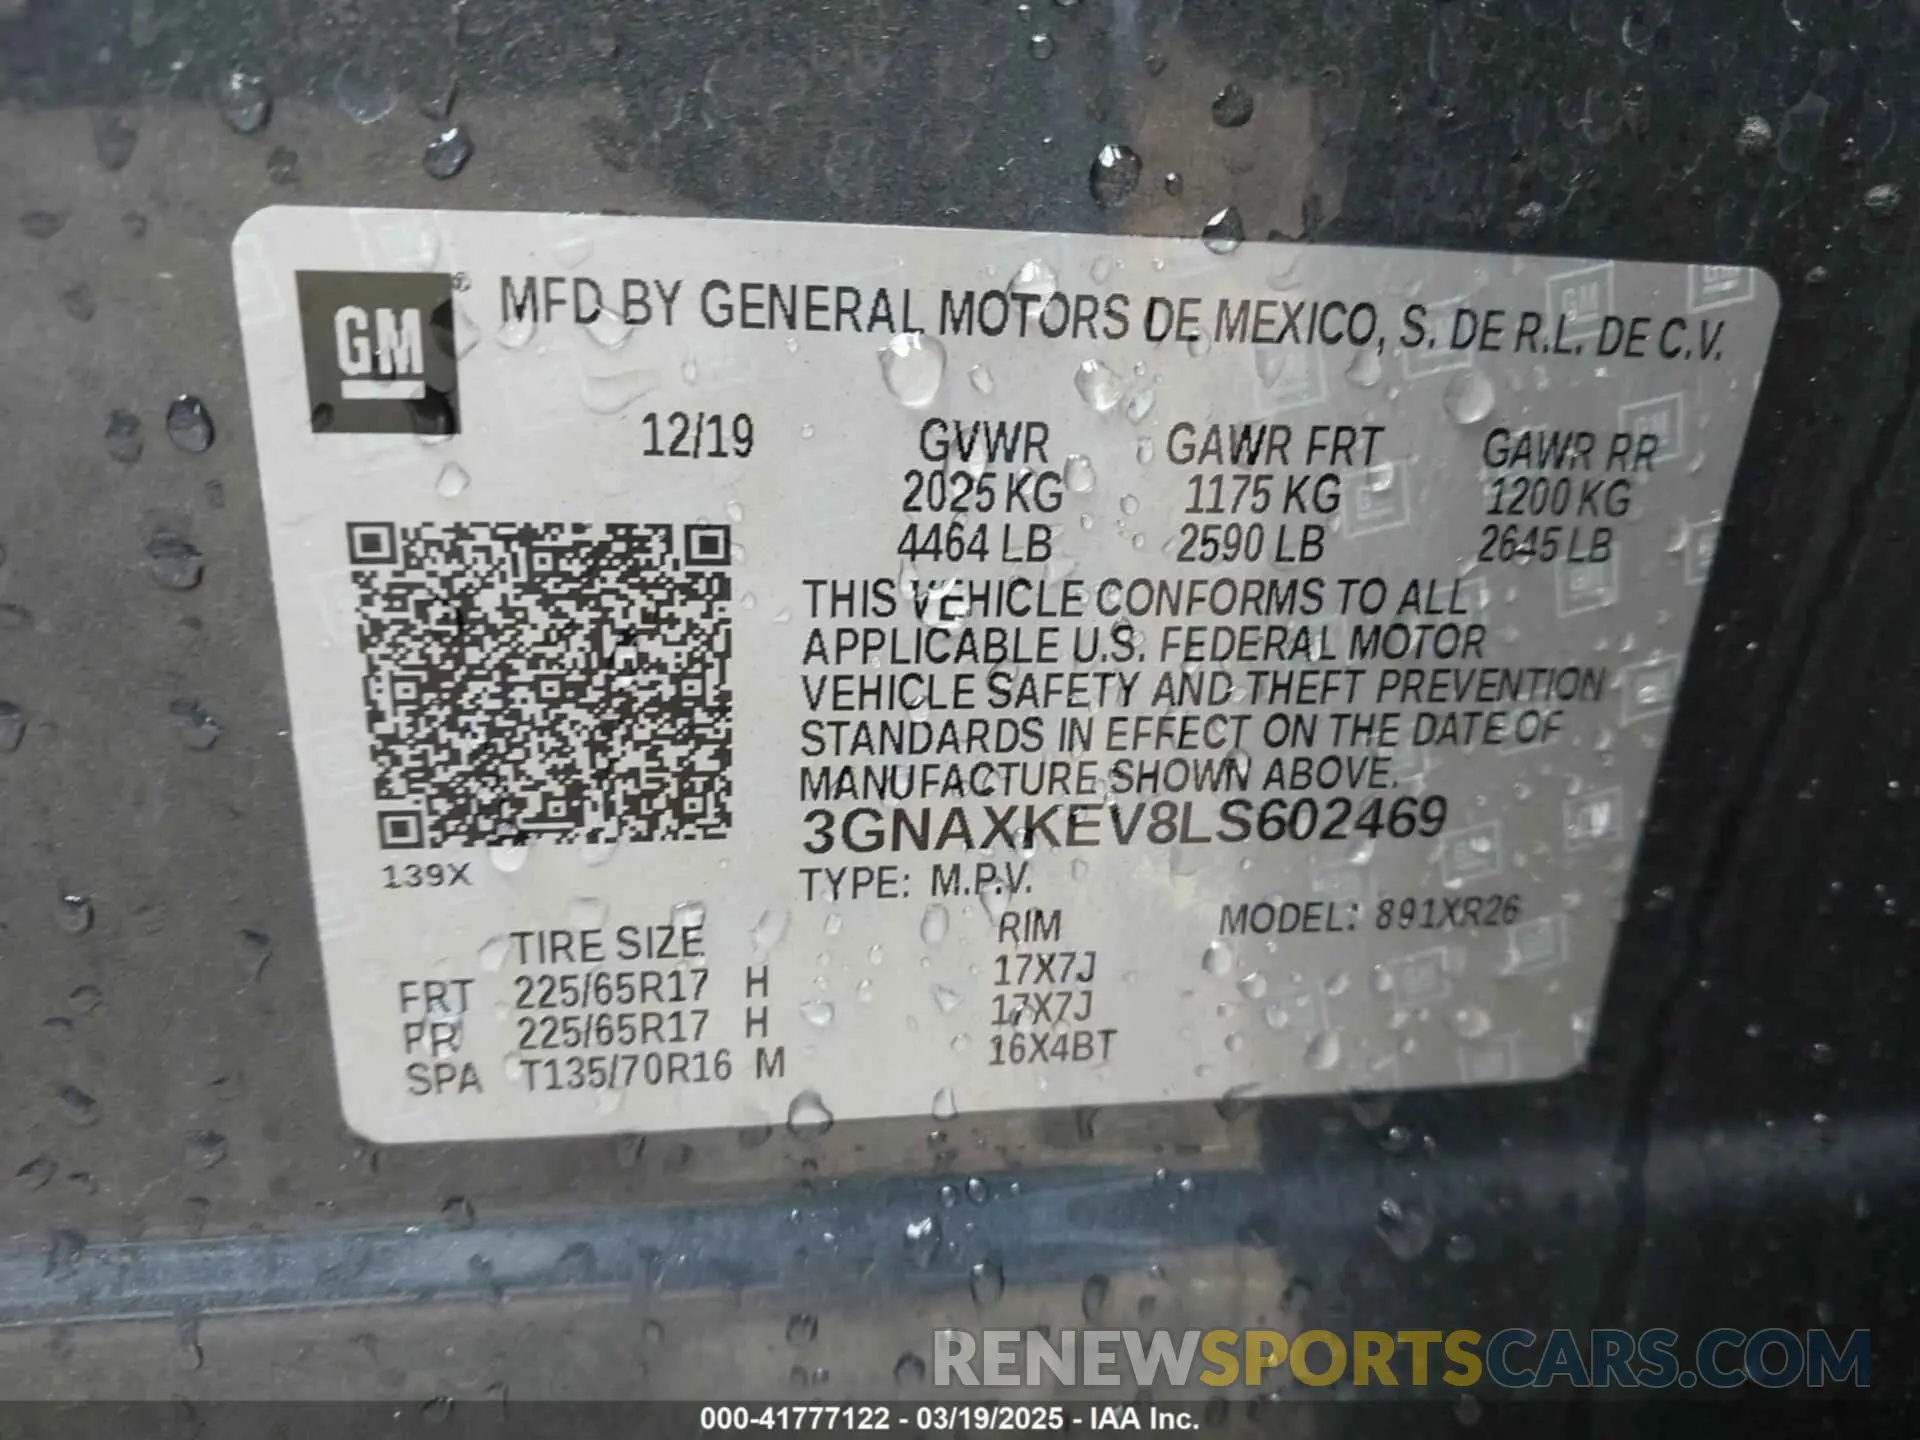 GM
MFD BY GENERAL MOTORS DE MEXICO, S. DE R.L. DE C.V.
12/19
GVWR GAWR FRT GAWR RR
2025 KG 1175 KG 1200 KG
4464 LB 2590 LB 2645 LB
THIS VEHICLE CONFORMS TO ALL
APPLICABLE U.S. FEDERAL MOTOR
VEHICLE SAFETY AND THEFT PREVENTION
STANDARDS IN EFFECT ON THE DATE OF
MANUFACTURE SHOWN ABOVE.
3GNAXKEV8LS602469
139X
TYPE: M.P.V. MODEL: 891XR26
TIRE SIZE RIM
FRT 225/65R17 H 17X7J
RR 225/65R17 H 17X7J
SPA T135/70R16 M 16X4BT
RENEWSPORTSCARS.COM
000-41777122 - 03/19/2025 - IAA Inc.